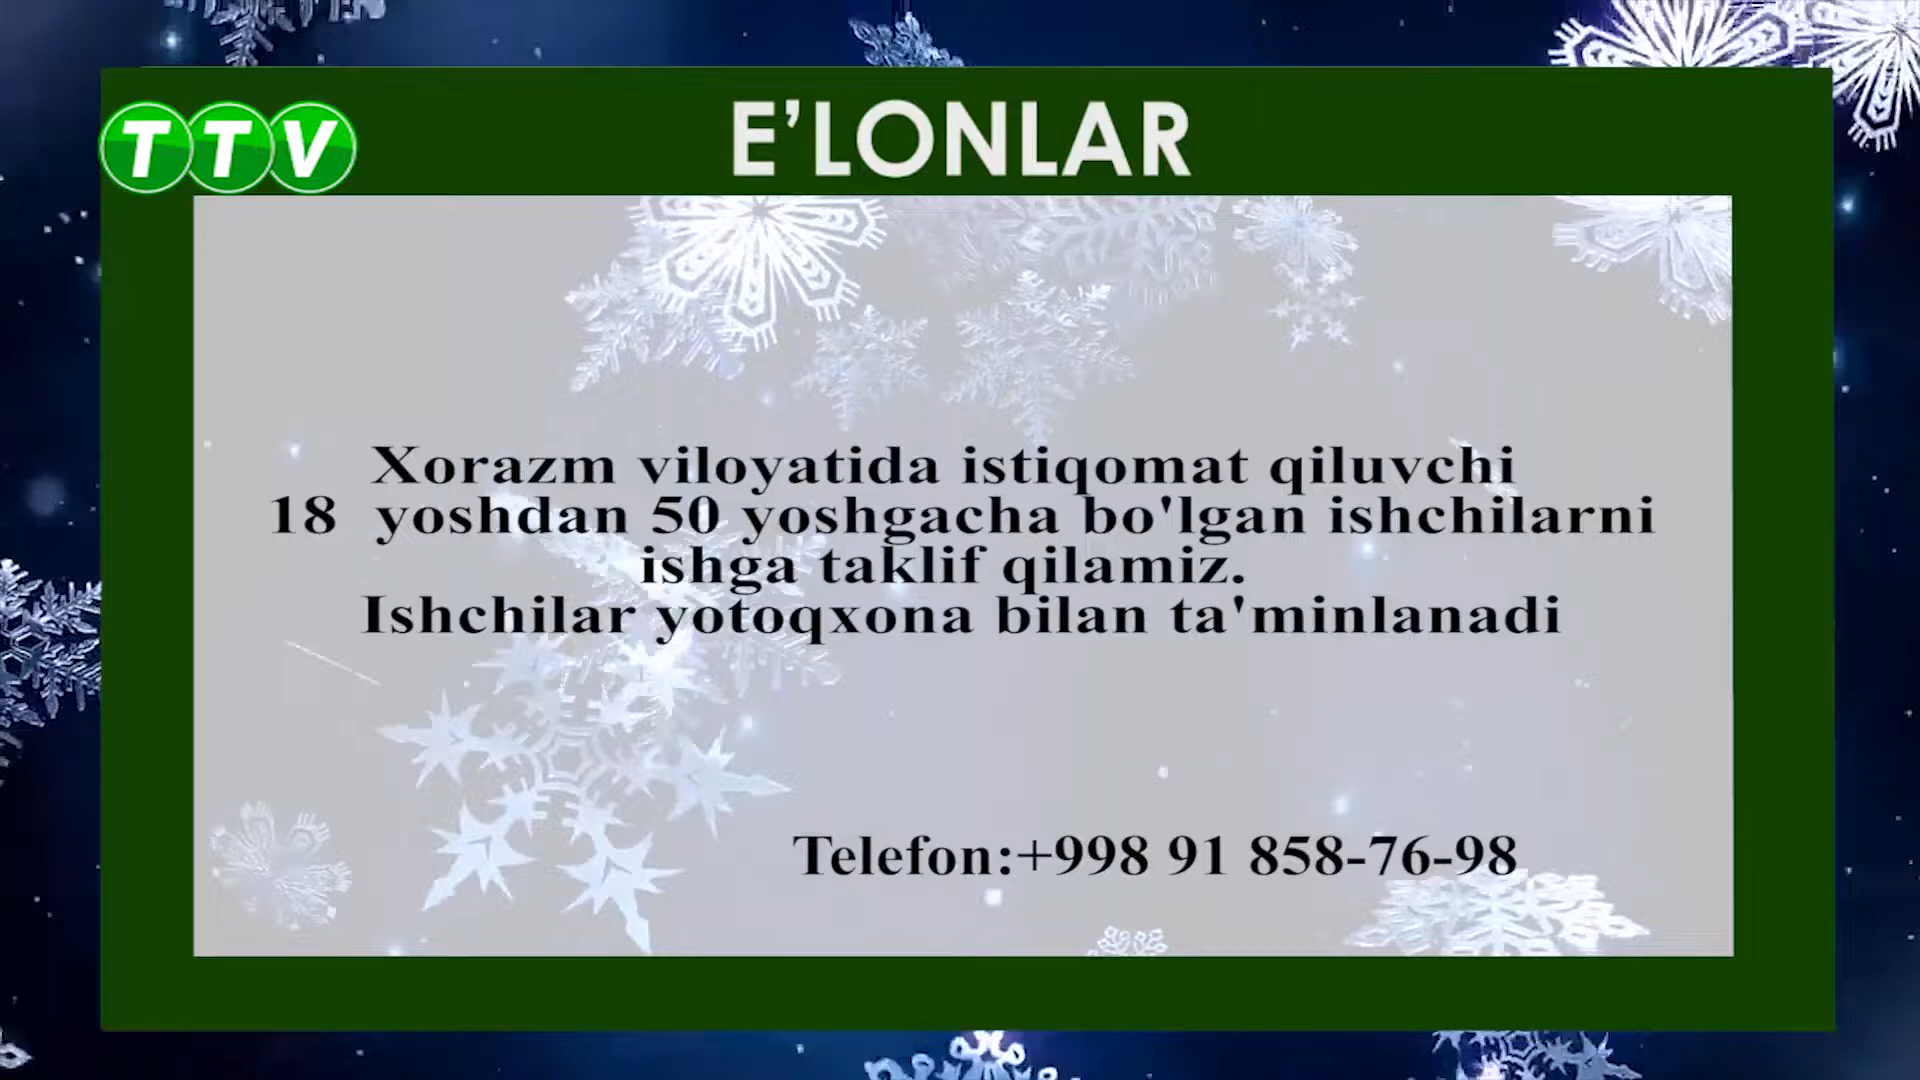 TTV
E’LONLAR
Xorazm viloyatida istiqomat qiluvchi
18 yoshdan 50 yoshgacha bo'lgan ishchilarni
ishga taklif qilamiz.
Ishchilar yotoqxona bilan ta'minlanadi
Telefon:+998 91 858-76-98